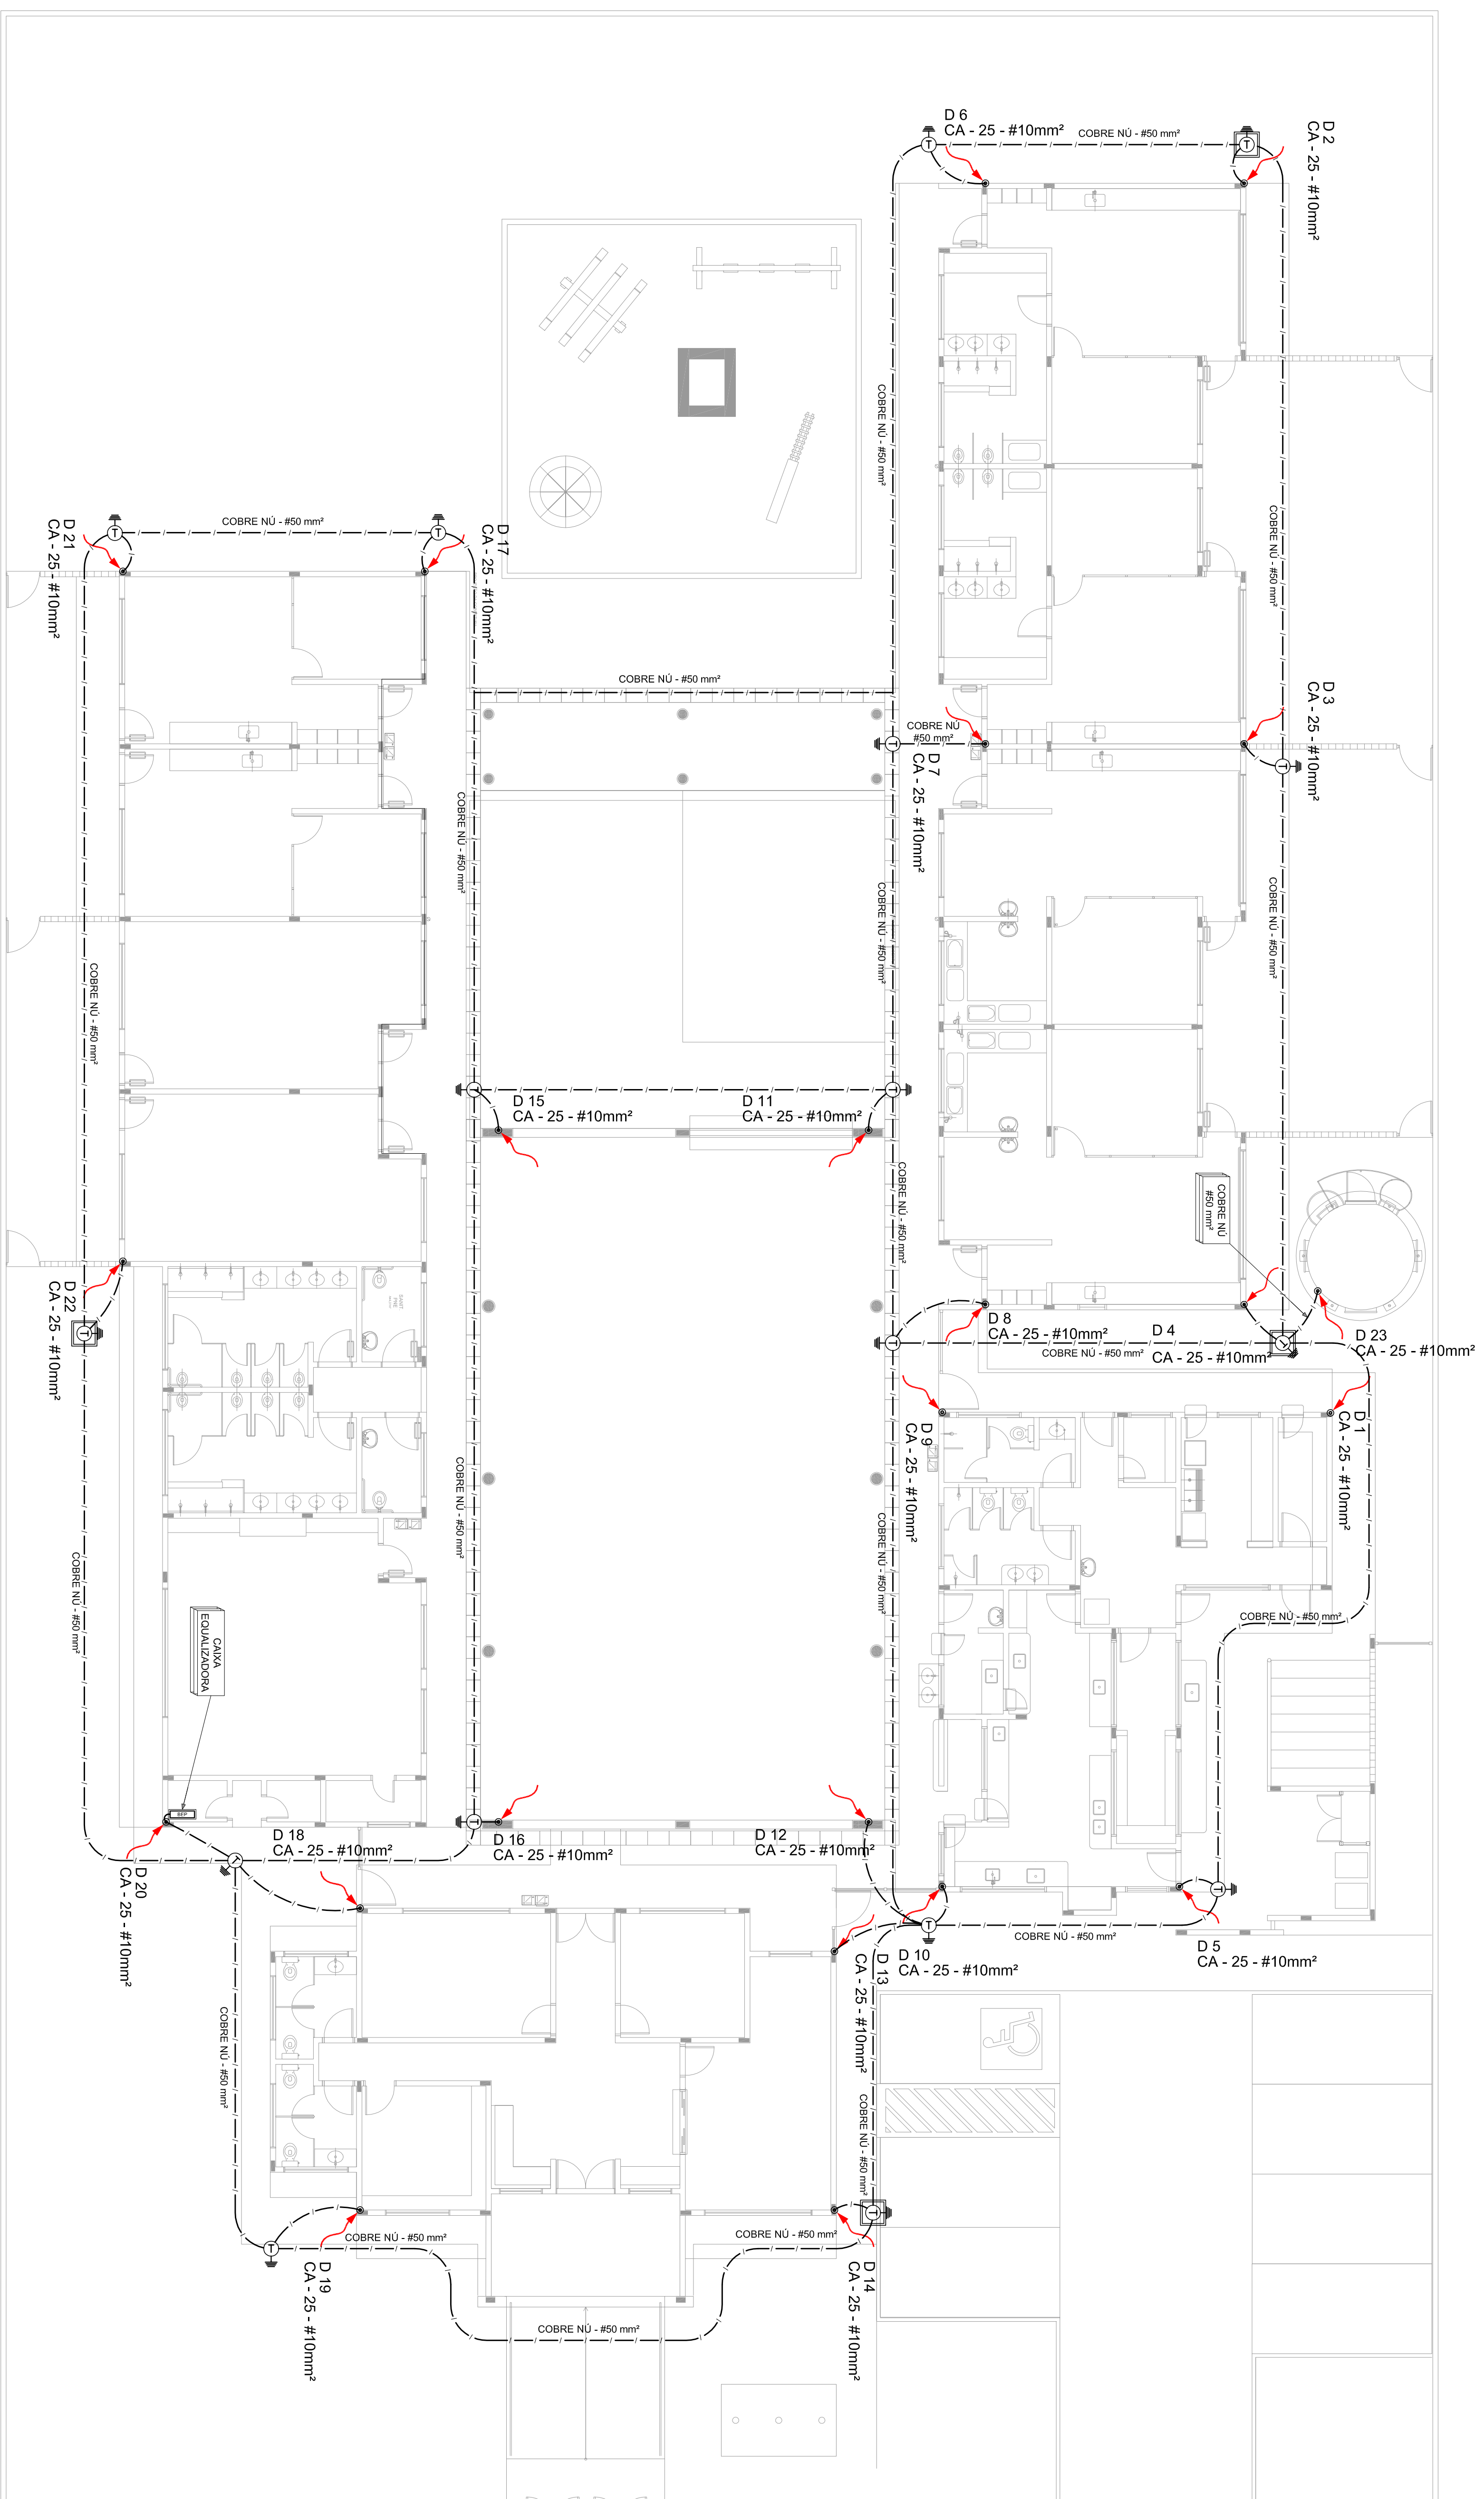 D 6
CA - 25 - #10mm²
COBRE NÚ - #50 mm²
D 2
CA - 25 - #10mm²
COBRE NÚ - #50 mm²
COBRE NÚ - #50 mm²
D 21
CA - 25 - #10mm²
COBRE NÚ - #50 mm²
D 17
CA - 25 - #10mm²
COBRE NÚ - #50 mm²
COBRE NÚ
#50 mm²
D 7
CA - 25 - #10mm²
D 3
CA - 25 - #10mm²
COBRE NÚ - #50 mm²
COBRE NÚ - #50 mm²
COBRE NÚ - #50 mm²
COBRE NÚ - #50 mm²
D 15
CA - 25 - #10mm²
D 11
CA - 25 - #10mm²
COBRE NÚ - #50 mm²
COBRE NÚ
#50 mm²
D 22
CA - 25 - #10mm²
D 8
CA - 25 - #10mm²
D 4
CA - 25 - #10mm²
COBRE NÚ - #50 mm²
D 23
CA - 25 - #10mm²
D 9
CA - 25 - #10mm²
D 1
CA - 25 - #10mm²
COBRE NÚ - #50 mm²
COBRE NÚ - #50 mm²
COBRE NÚ - #50 mm²
COBRE NÚ - #50 mm²
CAIXA
EQUALIZADORA
BEP
D 18
CA - 25 - #10mm²
D 16
CA - 25 - #10mm²
D 12
CA - 25 - #10mm²
D 20
CA - 25 - #10mm²
D 10
CA - 25 - #10mm²
COBRE NÚ - #50 mm²
D 5
CA - 25 - #10mm²
D 13
CA - 25 - #10mm²
COBRE NÚ - #50 mm²
COBRE NÚ - #50 mm²
COBRE NÚ - #50 mm²
COBRE NÚ - #50 mm²
D 19
CA - 25 - #10mm²
D 14
CA - 25 - #10mm²
COBRE NÚ - #50 mm²